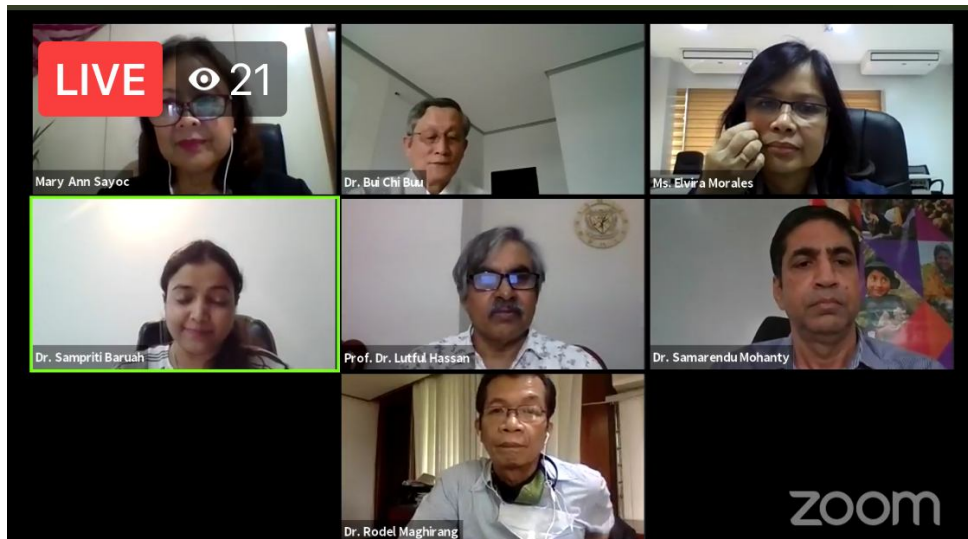 LIVE 21
Mary Ann Sayoc
Dr. Bui Chi Buu
Ms. Elvira Morales
Dr. Sampriti Baruah
Prof. Dr. Lutful Hassan
Dr. Samarendu Mohanty
Dr. Rodel Maghirang
zoom